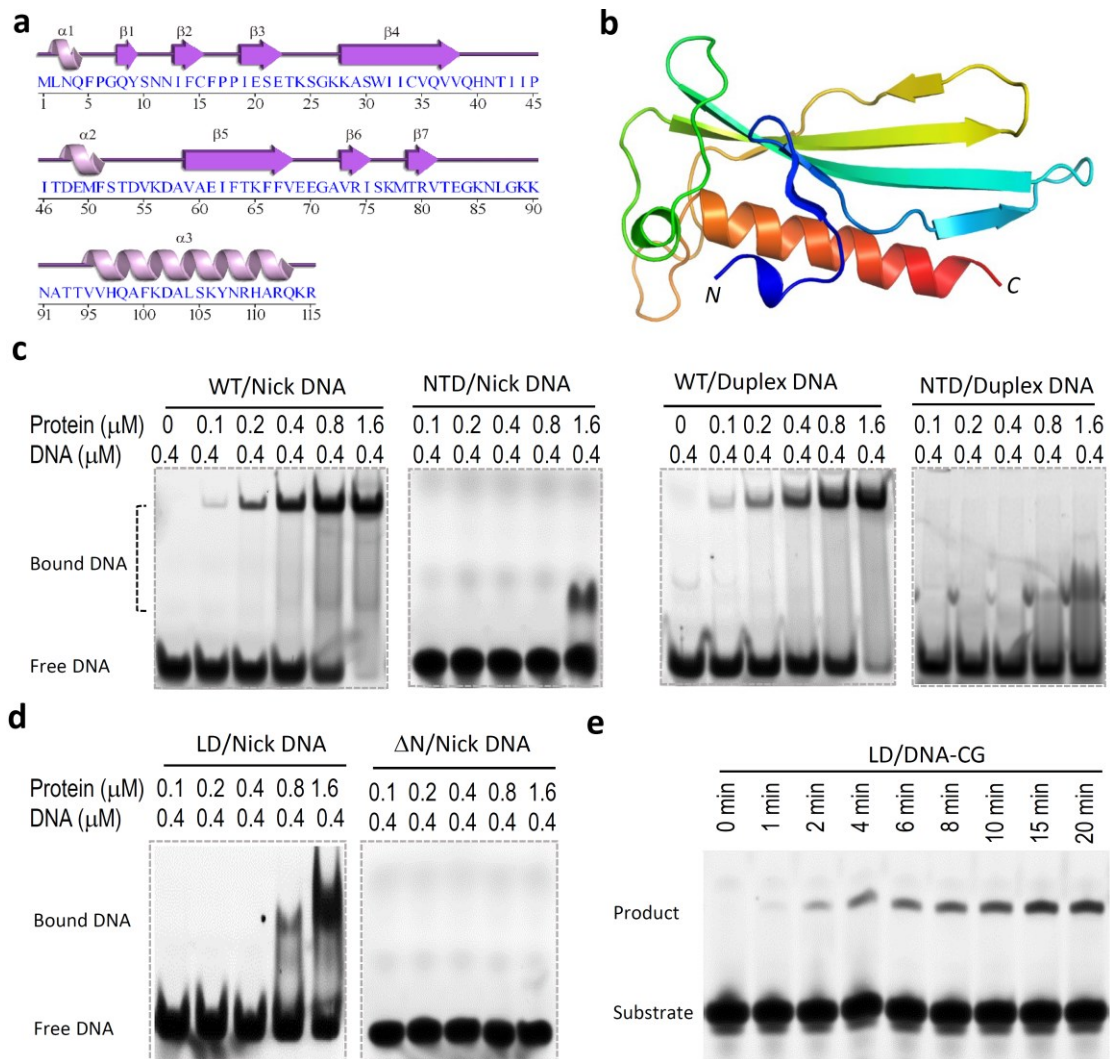 a
α1 β1 β2 β3 β4
MLNQFPGQYSNNIFCFPPIESETKSGKKASWIICVQVVQHNTIIP
1 5 10 15 20 25 30 35 40 45
α2 β5 β6 β7
ITDEMFSTDVKDAVAEIFTKFFVEEGAVRISKMTRVTEGKNLGKK
46 50 55 60 65 70 75 80 85 90
α3
NATTVVHQAFKDALSKYNRHARQKR
91 95 100 105 110 115
b
N
C
c
WT/Nick DNA NTD/Nick DNA WT/Duplex DNA NTD/Duplex DNA
Protein (μM) 0 0.1 0.2 0.4 0.8 1.6 0.1 0.2 0.4 0.8 1.6 0 0.1 0.2 0.4 0.8 1.6 0.1 0.2 0.4 0.8 1.6
DNA (μM) 0.4 0.4 0.4 0.4 0.4 0.4 0.4 0.4 0.4 0.4 0.4 0.4 0.4 0.4 0.4 0.4 0.4 0.4 0.4 0.4 0.4 0.4
Bound DNA
Free DNA
d
LD/Nick DNA ΔN/Nick DNA
Protein (μM) 0.1 0.2 0.4 0.8 1.6 0.1 0.2 0.4 0.8 1.6
DNA (μM) 0.4 0.4 0.4 0.4 0.4 0.4 0.4 0.4 0.4 0.4
Bound DNA
Free DNA
e
LD/DNA-CG
0 min 1 min 2 min 4 min 6 min 8 min 10 min 15 min 20 min
Product
Substrate